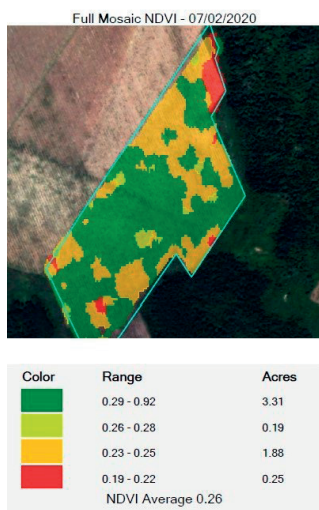 Full Mosaic NDVI - 07/02/2020
Color Range Acres
0.29 - 0.92 3.31
0.26 - 0.28 0.19
0.23 - 0.25 1.88
0.19 - 0.22 0.25
NDVI Average 0.26